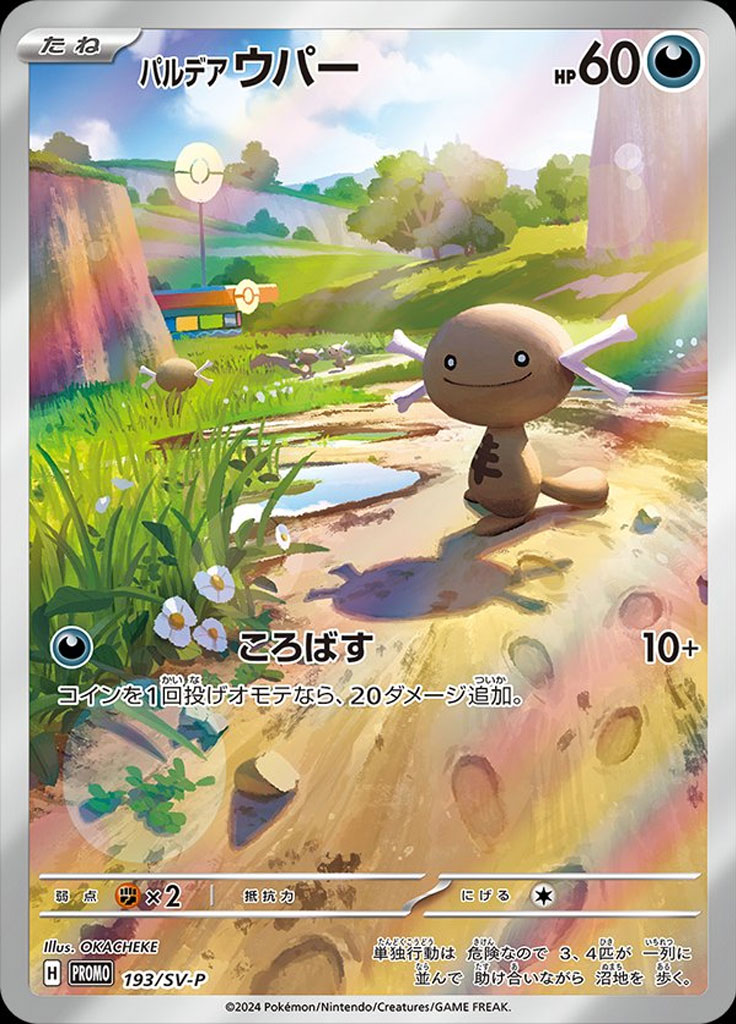 たね
パルデアウパー HP60
ころばす 10+
コインを1回投げオモテなら、20ダメージ追加。
弱点 ×2 抵抗力 にげる
Illus. OKACHEKE
H PROMO 193/SV-P
単独行動は 危険なので 3、4匹が 一列に
並んで 助け合いながら 沼地を 歩く。
©2024 Pokémon/Nintendo/Creatures/GAME FREAK.